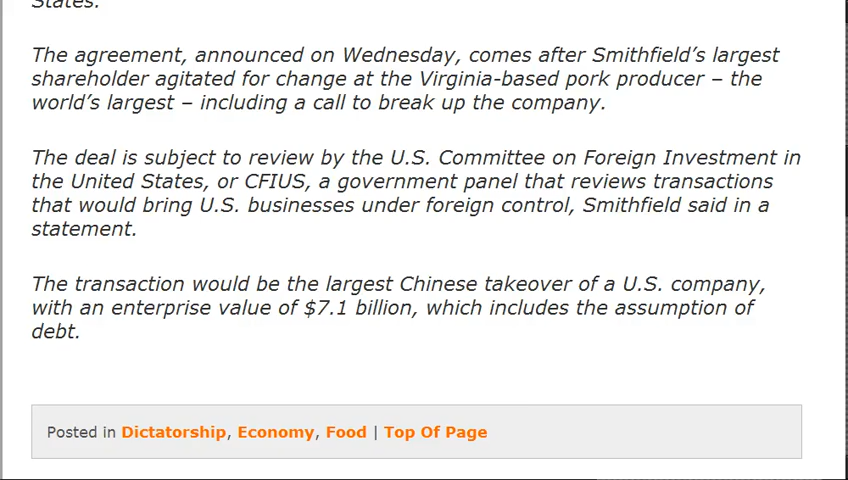 States.
The agreement, announced on Wednesday, comes after Smithfield’s largest
shareholder agitated for change at the Virginia-based pork producer – the
world’s largest – including a call to break up the company.
The deal is subject to review by the U.S. Committee on Foreign Investment in
the United States, or CFIUS, a government panel that reviews transactions
that would bring U.S. businesses under foreign control, Smithfield said in a
statement.
The transaction would be the largest Chinese takeover of a U.S. company,
with an enterprise value of $7.1 billion, which includes the assumption of
debt.
Posted in Dictatorship, Economy, Food | Top Of Page